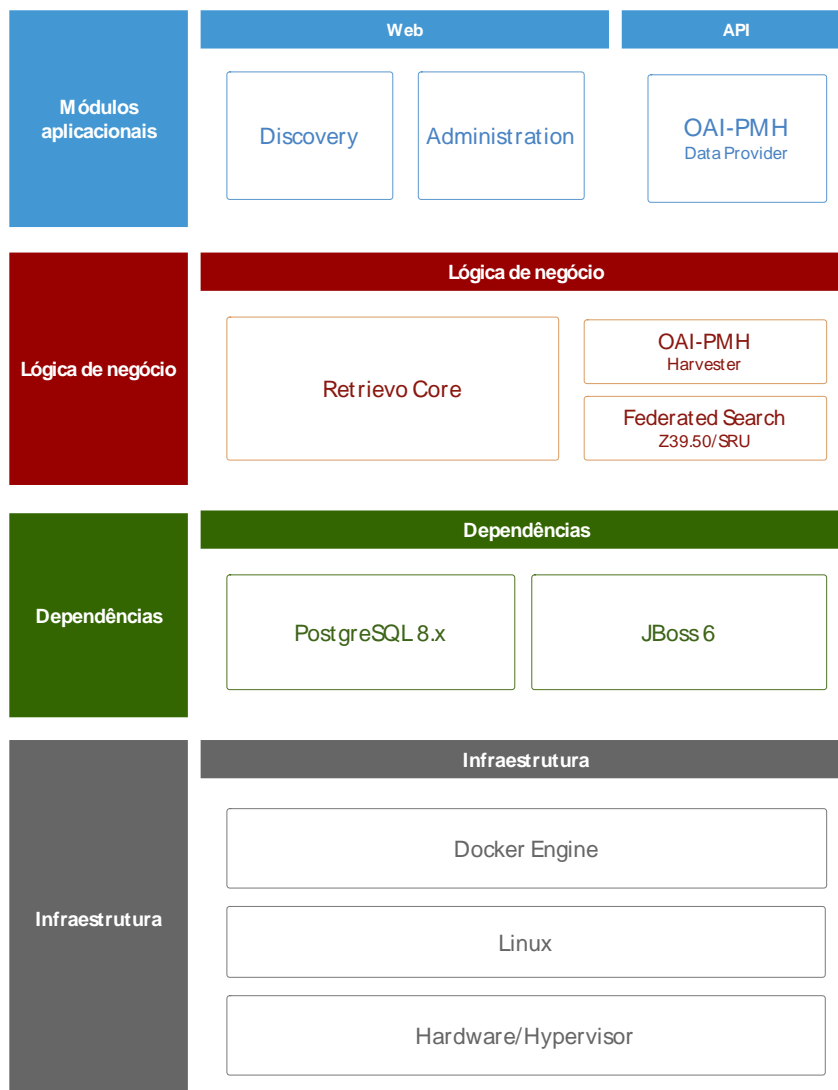 Web
API
Módulos
aplicacionais
Discovery
Administration
OAI-PMH
Data Provider
Lógica de negócio
Lógica de negócio
Retrievo Core
OAI-PMH
Harvester
Federated Search
Z39.50/SRU
Dependências
Dependências
PostgreSQL 8.x
JBoss 6
Infraestrutura
Infraestrutura
Docker Engine
Linux
Hardware/Hypervisor